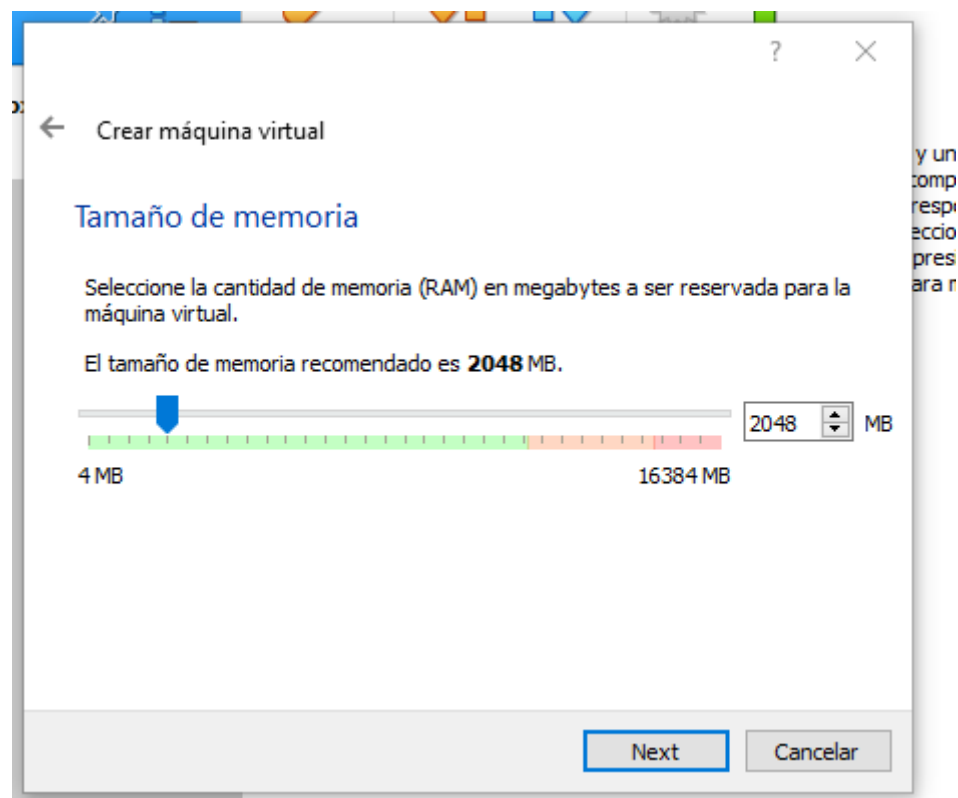 ?
Crear máquina virtual
Tamaño de memoria
Seleccione la cantidad de memoria (RAM) en megabytes a ser reservada para la
máquina virtual.
El tamaño de memoria recomendado es 2048 MB.
2048 MB
4 MB 16384 MB
Next Cancelar
y un